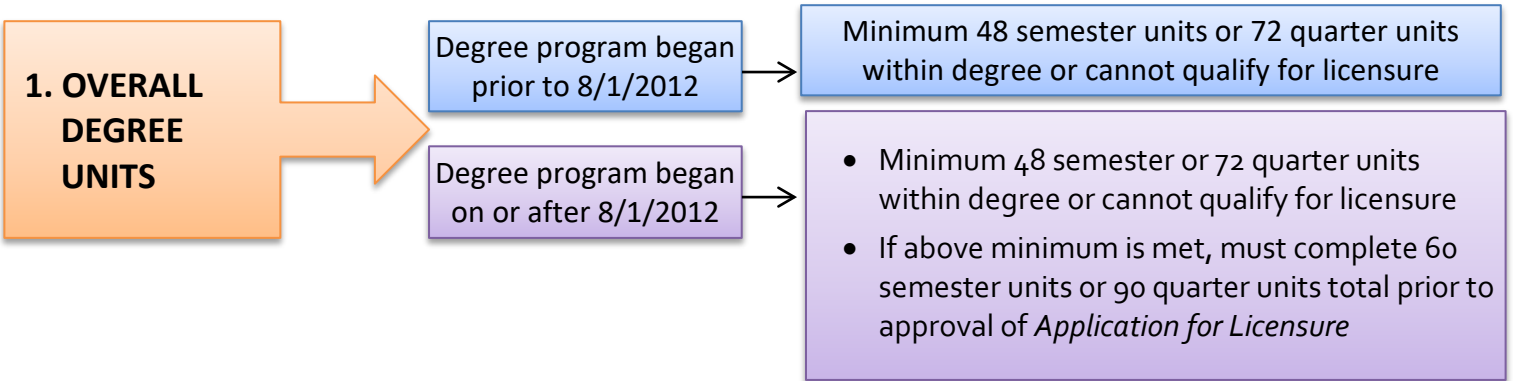 1. OVERALL
DEGREE
UNITS
Degree program began
prior to 8/1/2012
Minimum 48 semester units or 72 quarter units
within degree or cannot qualify for licensure
Degree program began
on or after 8/1/2012
• Minimum 48 semester or 72 quarter units
within degree or cannot qualify for licensure
• If above minimum is met, must complete 60
semester units or 90 quarter units total prior to
approval of Application for Licensure